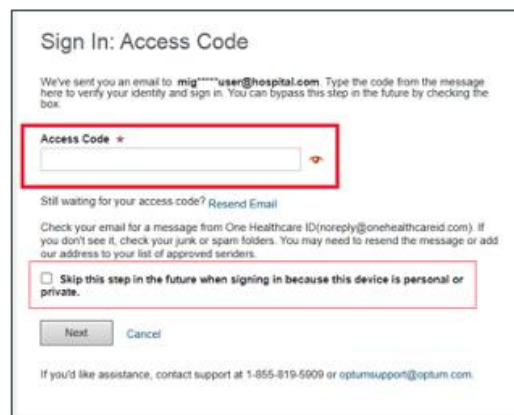 Sign In: Access Code
We've sent you an email to mig*****user@hospital.com. Type the code from the message
here to verify your identity and sign in. You can bypass this step in the future by checking the
box.
Access Code *
Still waiting for your access code? Resend Email
Check your email for a message from One Healthcare ID(noreply@onehealthcareid.com). If
you don't see it, check your junk or spam folders. You may need to resend the message or add
our address to your list of approved senders.
Skip this step in the future when signing in because this device is personal or
private.
Next Cancel
If you'd like assistance, contact support at 1-855-819-5909 or optumsupport@optum.com.